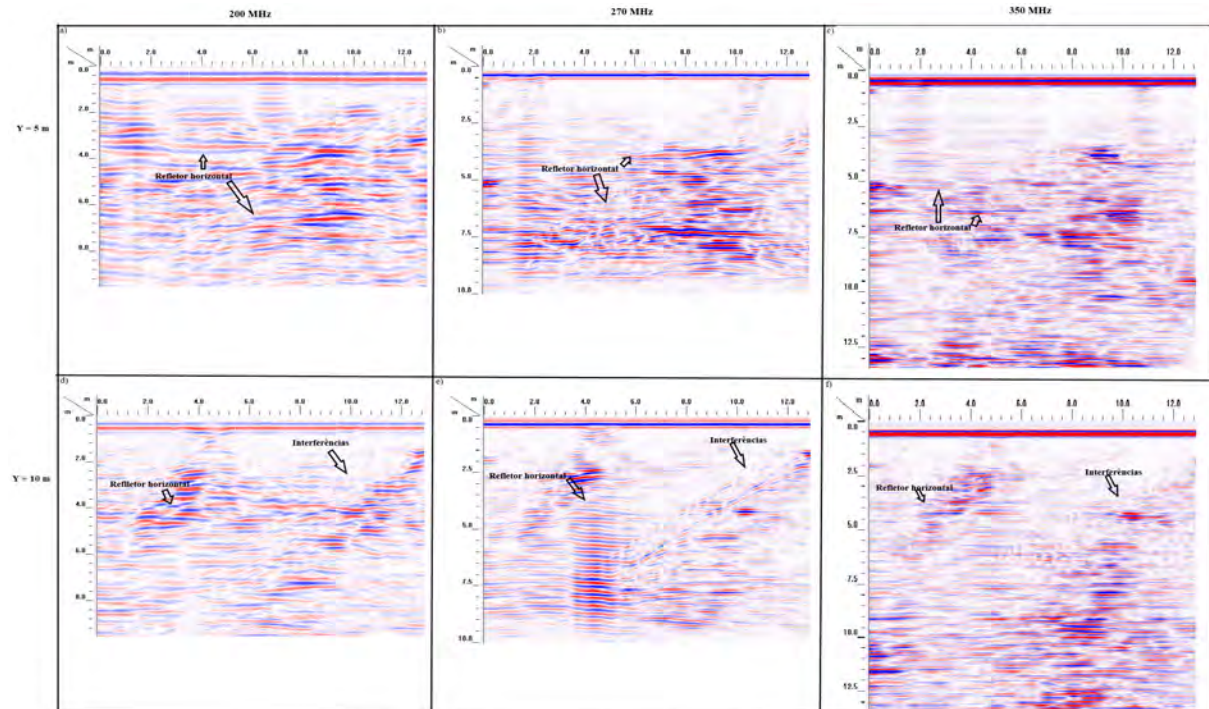 200 MHz
270 MHz
350 MHz
Y = 5 m
a)
m
0.0 2.0 4.0 6.0 8.0 10.0 12.0
m
0.0
2.0
4.0
6.0
8.0
Refletor horizontal
b)
m
0.0 2.0 4.0 6.0 8.0 10.0 12.0
m
0.0
2.5
5.0
7.5
10.0
Refletor horizontal
c)
m
0.0 2.0 4.0 6.0 8.0 10.0 12.0
m
0.0
2.5
5.0
7.5
10.0
12.5
Refletor horizontal
Y = 10 m
d)
m
0.0 2.0 4.0 6.0 8.0 10.0 12.0
m
0.0
2.0
4.0
6.0
8.0
Interferências
Refletor horizontal
e)
m
0.0 2.0 4.0 6.0 8.0 10.0 12.0
m
0.0
2.5
5.0
7.5
10.0
Interferências
Refletor horizontal
f)
m
0.0 2.0 4.0 6.0 8.0 10.0 12.0
m
0.0
2.5
5.0
7.5
10.0
12.5
Interferências
Refletor horizontal